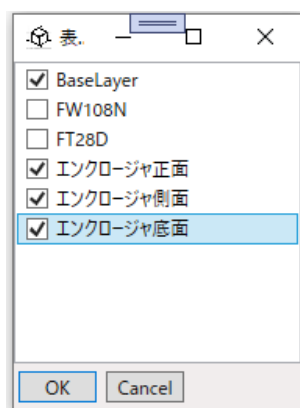 表..
BaseLayer
FW108N
FT28D
エンクロージャ正面
エンクロージャ側面
エンクロージャ底面
OK
Cancel